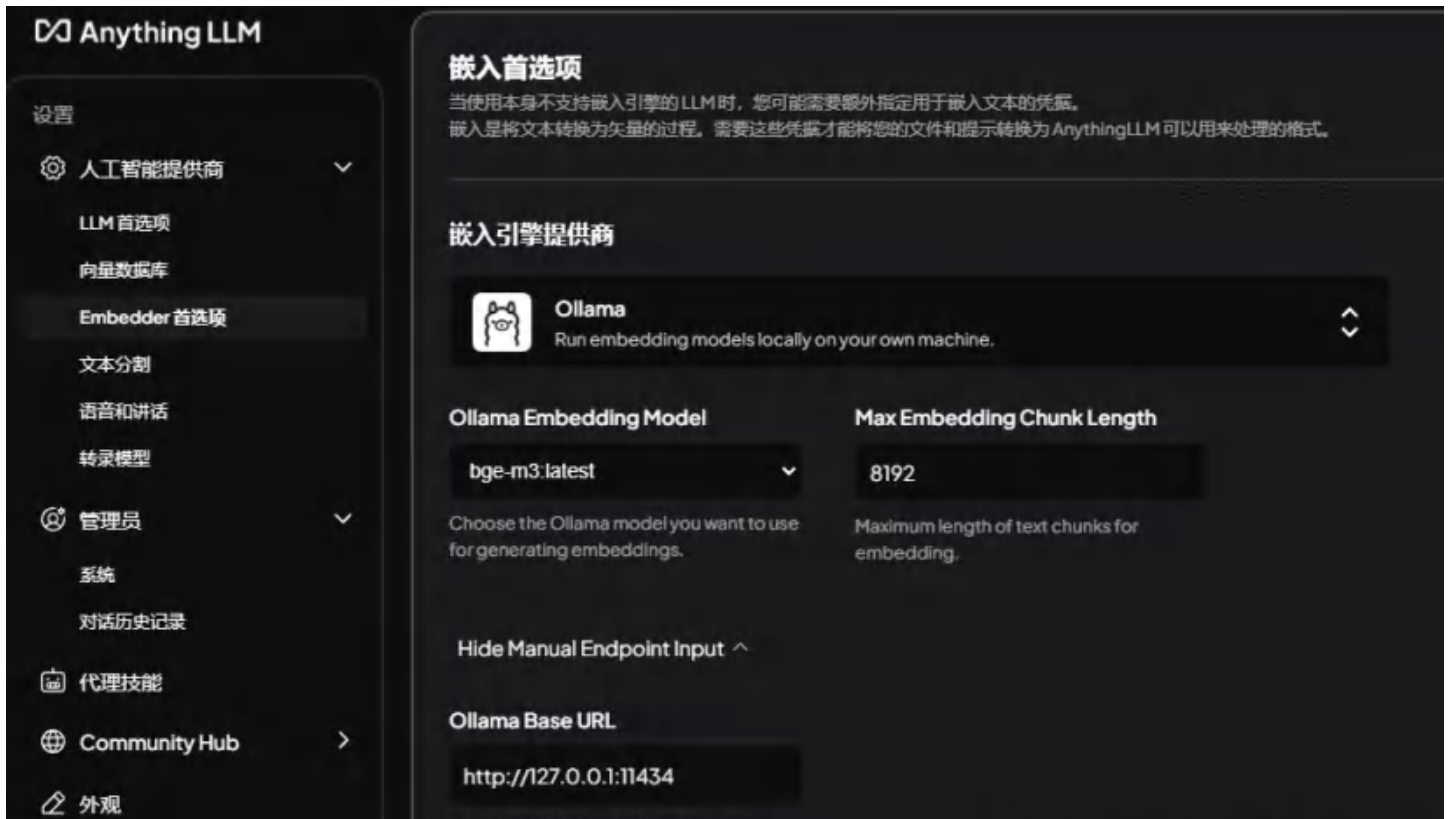 Anything LLM
设置
人工智能提供商
LLM 首选项
向量数据库
Embedder 首选项
文本分割
语音和讲话
转录模型
管理员
系统
对话历史记录
代理技能
Community Hub
外观
嵌入首选项
当使用本身不支持嵌入引擎的 LLM 时，您可能需要额外指定用于嵌入文本的凭据。
嵌入是将文本转换为矢量的过程。需要这些凭据才能将您的文件和提示转换为 AnythingLLM 可以用来处理的格式。
嵌入引擎提供商
Ollama
Run embedding models locally on your own machine.
Ollama Embedding Model
bge-m3:latest
Choose the Ollama model you want to use
for generating embeddings.
Max Embedding Chunk Length
8192
Maximum length of text chunks for
embedding.
Hide Manual Endpoint Input
Ollama Base URL
http://127.0.0.1:11434